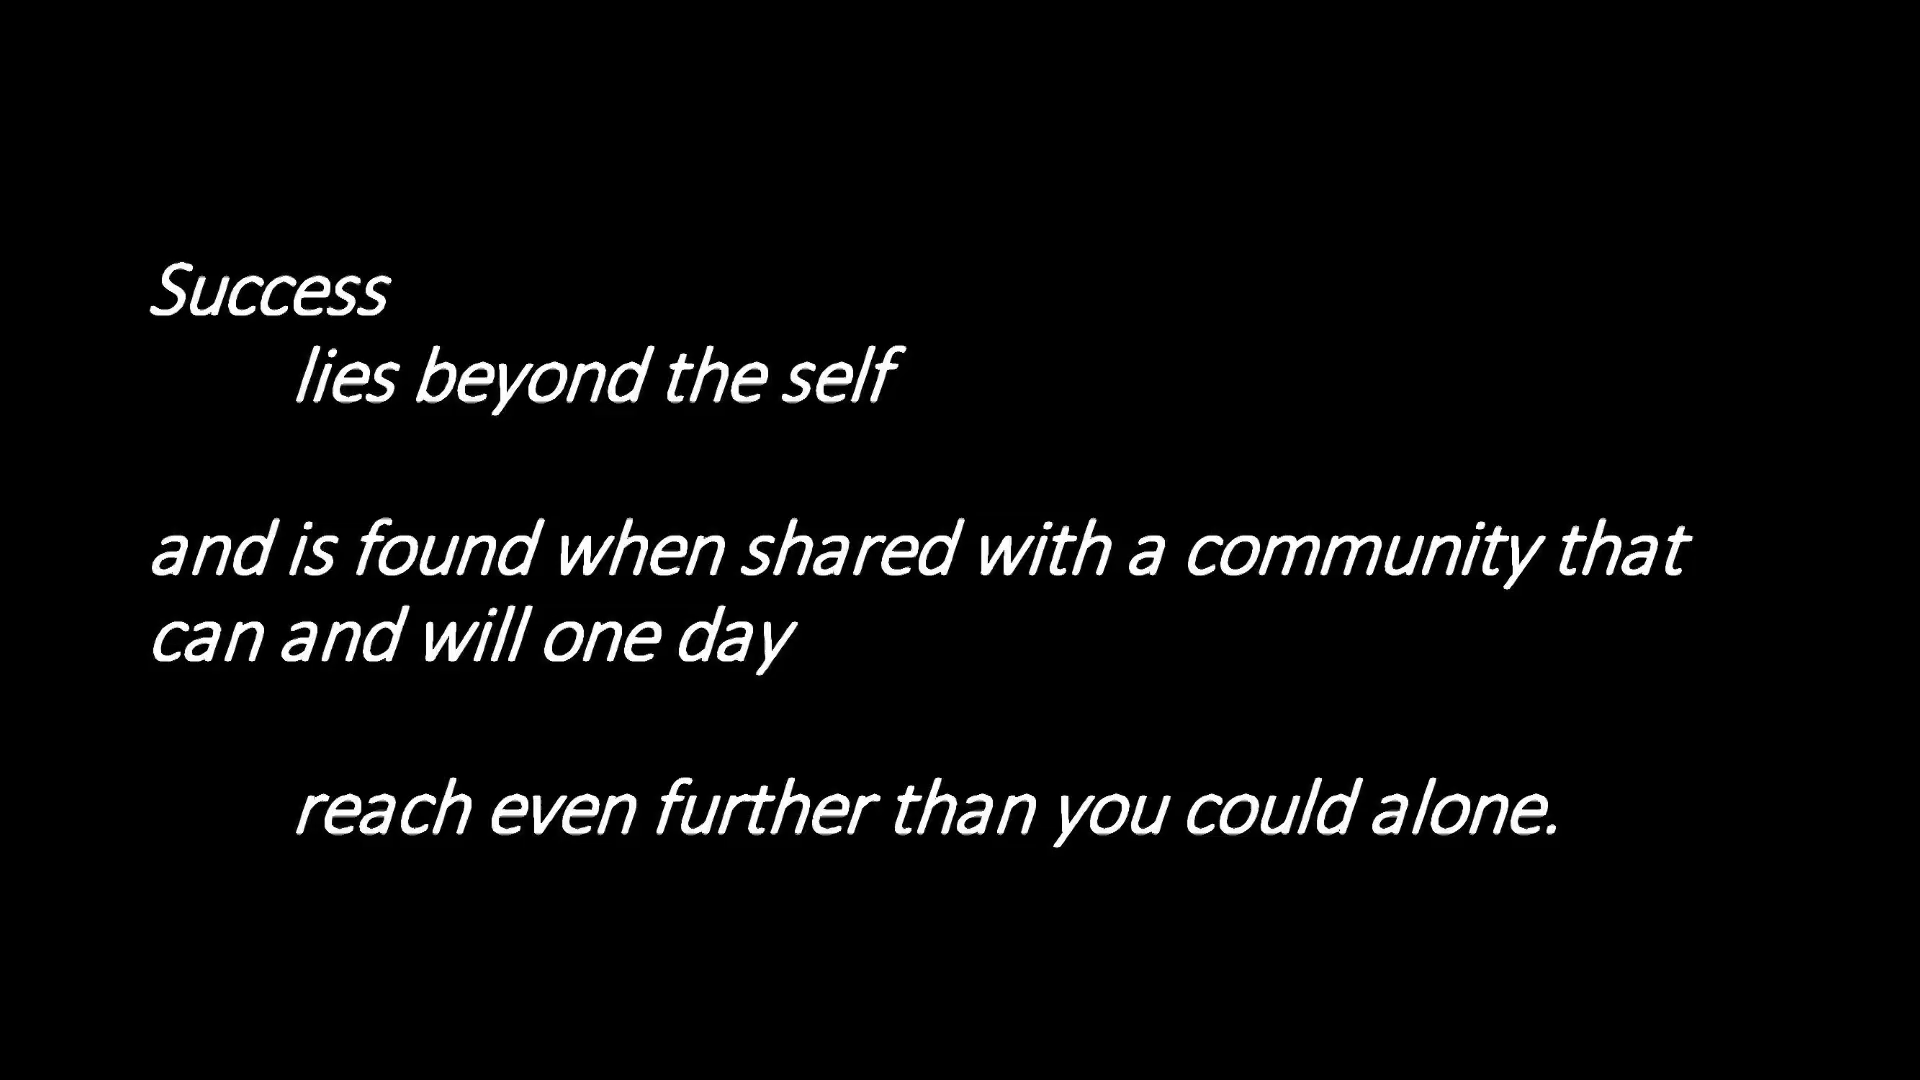 Success
lies beyond the self
and is found when shared with a community that
can and will one day
reach even further than you could alone.